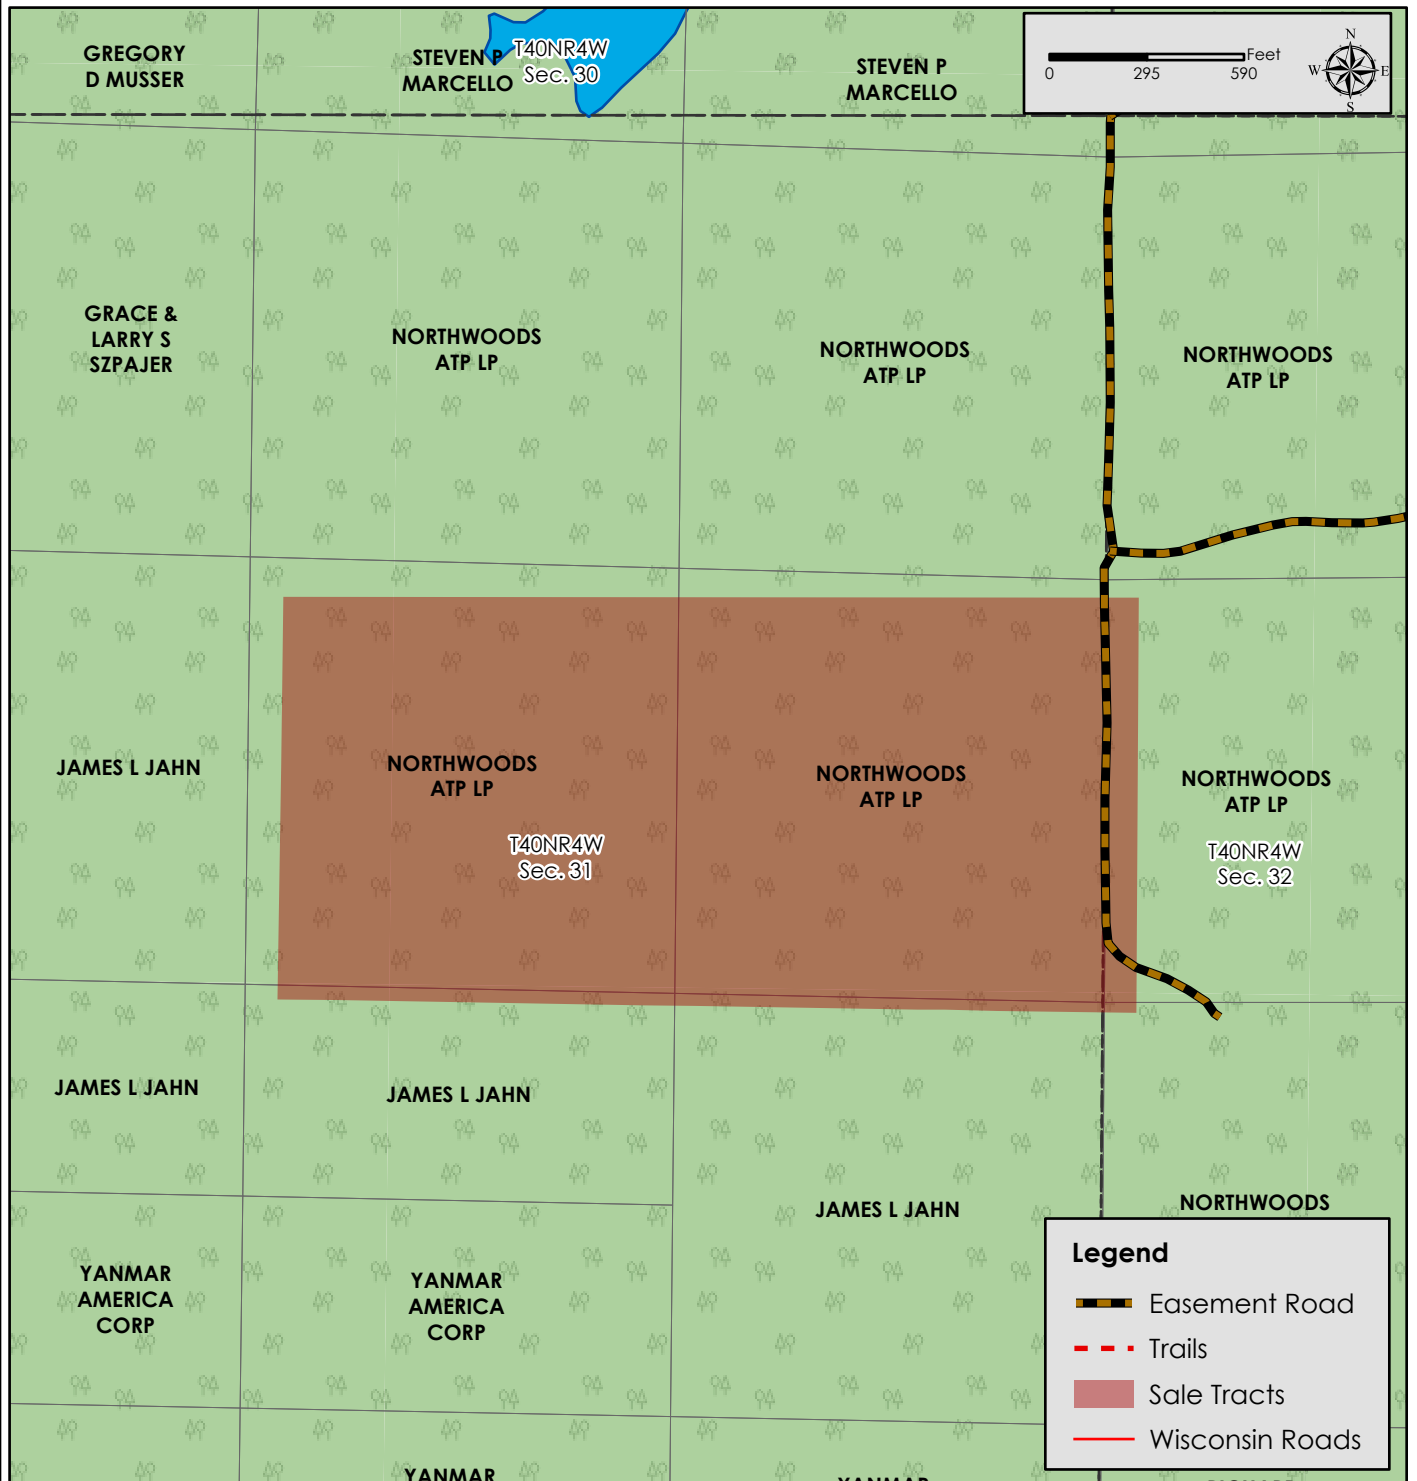 GREGORY
D MUSSER
STEVEN P
MARCELLO
T40NR4W
Sec. 30
STEVEN P
MARCELLO
Feet
0 295 590
N
W E
S
GRACE &
LARRY S
SZPAJER
NORTHWOODS
ATP LP
NORTHWOODS
ATP LP
NORTHWOODS
ATP LP
JAMES L JAHN
NORTHWOODS
ATP LP
NORTHWOODS
ATP LP
NORTHWOODS
ATP LP
T40NR4W
Sec. 31
T40NR4W
Sec. 32
JAMES L JAHN
JAMES L JAHN
JAMES L JAHN
NORTHWOODS
YANMAR
AMERICA
CORP
YANMAR
AMERICA
CORP
Legend
Easement Road
Trails
Sale Tracts
Wisconsin Roads
YANMAR
YANMAR